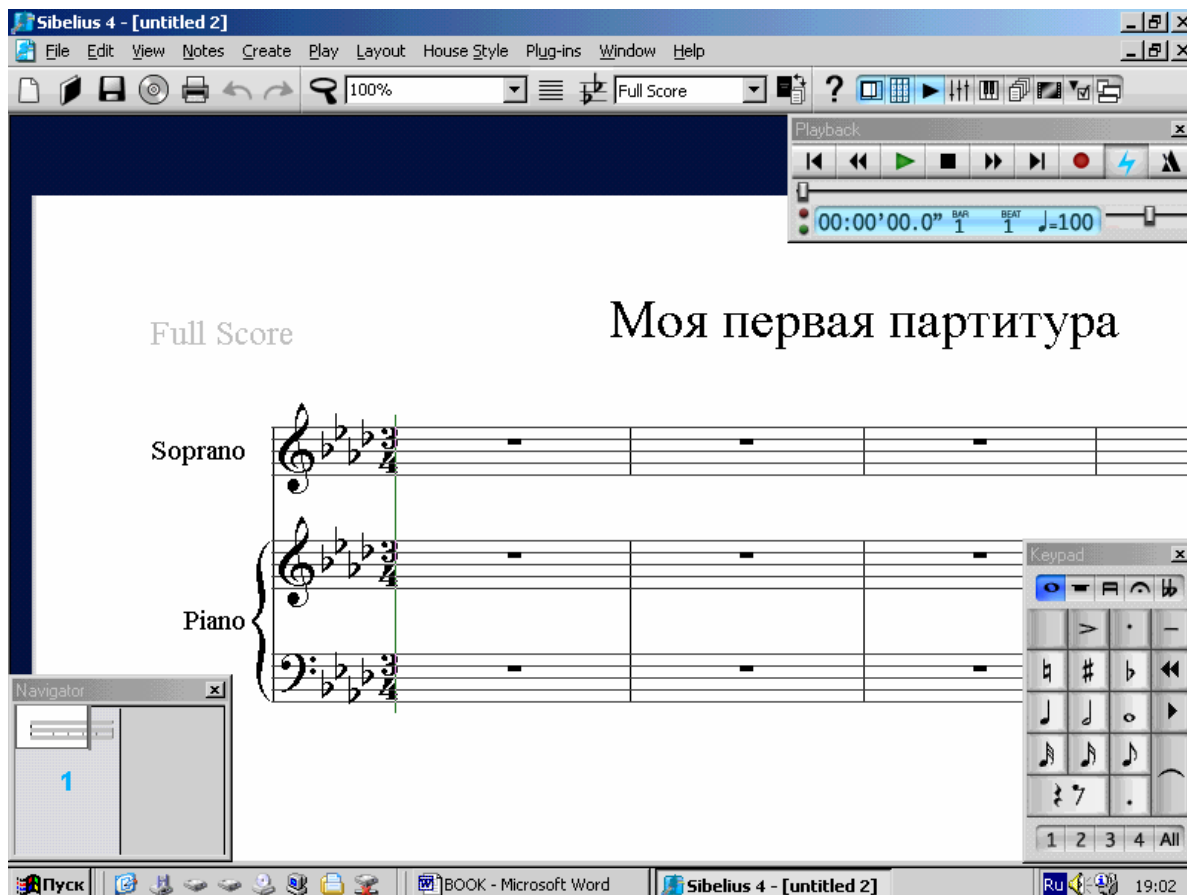 Sibelius 4 - [untitled 2]
File Edit View Notes Create Play Layout House Style Plug-ins Window Help
100% Full Score ?
Playback
00:00'00.0" BAR 1 BEAT 1 ♩=100
Full Score
Моя первая партитура
Soprano
Piano
Navigator
1
Keypad
1 2 3 4 All
Пуск BOOK - Microsoft Word Sibelius 4 - [untitled 2] Ru 19:02